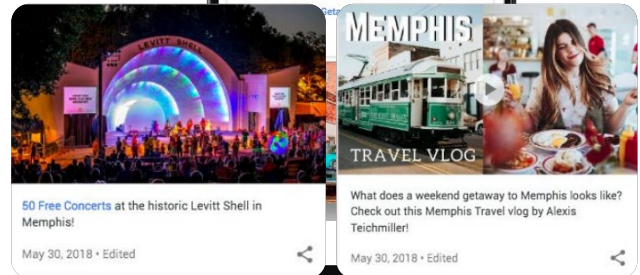 LEVITT SHELL
50 Free Concerts at the historic Levitt Shell in
Memphis!
May 30, 2018 • Edited
Geta
MEMPHIS
TRAVEL VLOG
What does a weekend getaway to Memphis looks like?
Check out this Memphis Travel vlog by Alexis
Teichmiller!
May 30, 2018 • Edited